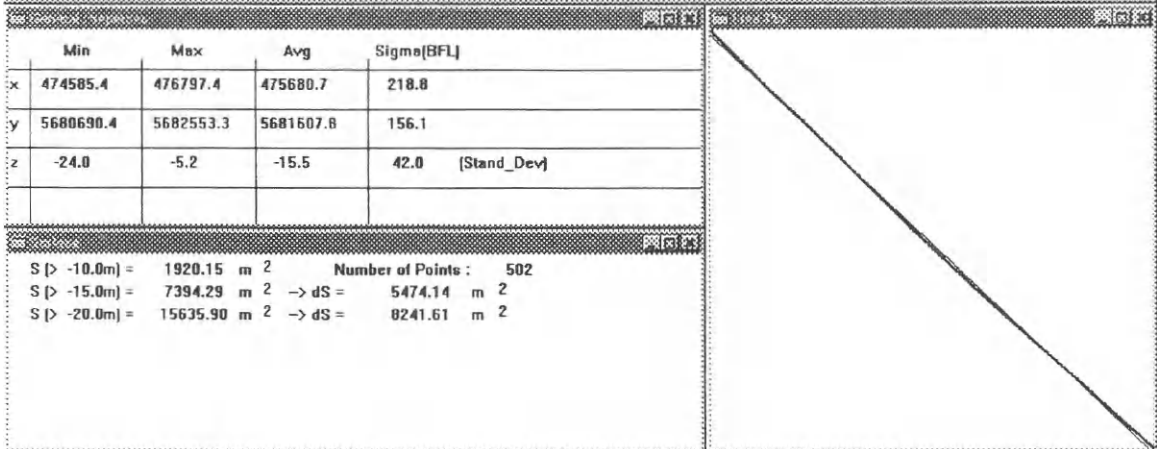 Min Max Avg Sigma(BFL)
x 474585.4 476797.4 475680.7 218.8
y 5680690.4 5682553.3 5681607.8 156.1
z -24.0 -5.2 -15.5 42.0 (Stand_Dev)
S (> -10.0m) = 1920.15 m 2 Number of Points : 502
S (> -15.0m) = 7394.29 m 2 --> dS = 5474.14 m 2
S (> -20.0m) = 15635.90 m 2 --> dS = 8241.61 m 2